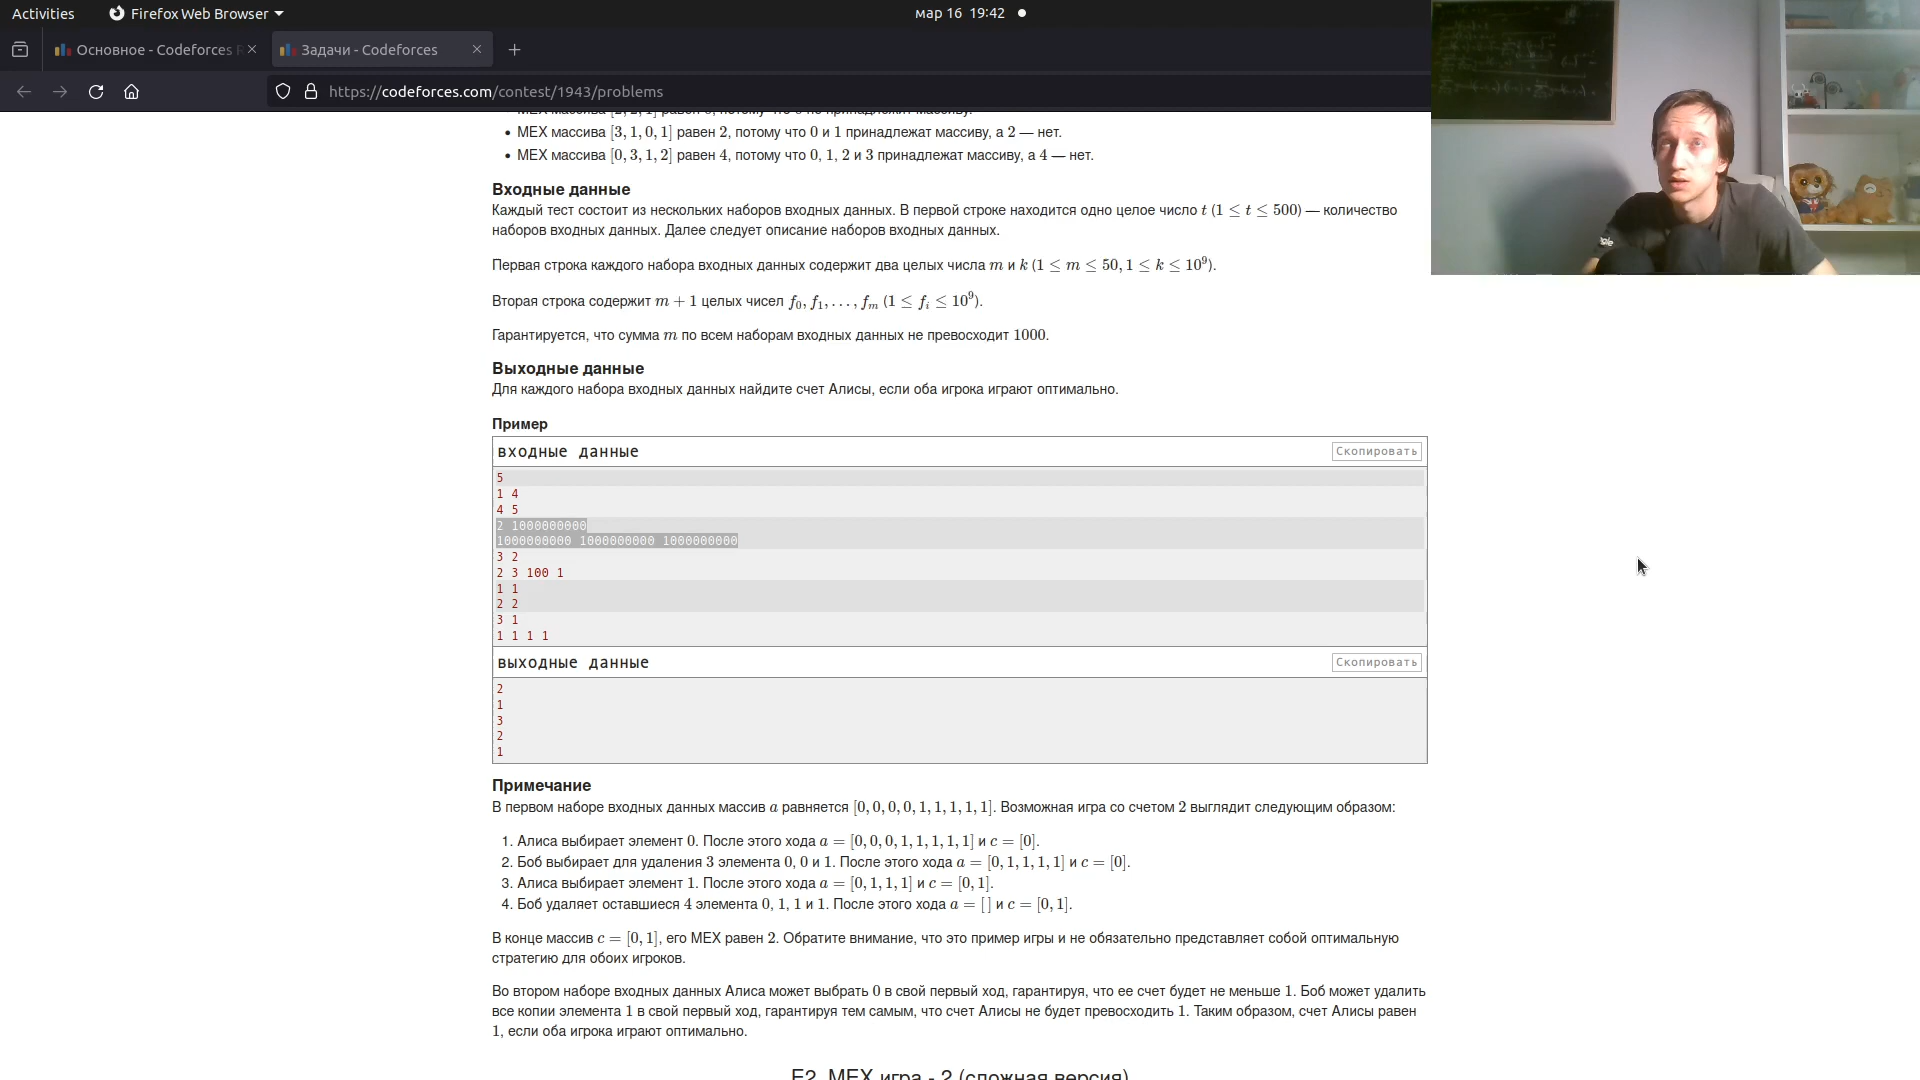 Activities
Firefox Web Browser
мар 16 19:42
Основное - Codeforces
Задачи - Codeforces
https://codeforces.com/contest/1943/problems
MEX массива [3, 1, 0, 1] равен 2, потому что 0 и 1 принадлежат массиву, а 2 — нет.
MEX массива [0, 3, 1, 2] равен 4, потому что 0, 1, 2 и 3 принадлежат массиву, а 4 — нет.
Входные данные
Каждый тест состоит из нескольких наборов входных данных. В первой строке находится одно целое число t (1 ≤ t ≤ 500) — количество
наборов входных данных. Далее следует описание наборов входных данных.
Первая строка каждого набора входных данных содержит два целых числа m и k (1 ≤ m ≤ 50, 1 ≤ k ≤ 10⁹).
Вторая строка содержит m + 1 целых чисел f₀, f₁, . . . , fₘ (1 ≤ fᵢ ≤ 10⁹).
Гарантируется, что сумма m по всем наборам входных данных не превосходит 1000.
Выходные данные
Для каждого набора входных данных найдите счет Алисы, если оба игрока играют оптимально.
Пример
входные данные
Скопировать
5
1 4
4 5
2 1000000000
1000000000 1000000000 1000000000
3 2
2 3 100 1
1 1
2 2
3 1
1 1 1 1
выходные данные
Скопировать
2
1
3
2
1
Примечание
В первом наборе входных данных массив a равняется [0, 0, 0, 0, 1, 1, 1, 1, 1]. Возможная игра со счетом 2 выглядит следующим образом:
1. Алиса выбирает элемент 0. После этого хода a = [0, 0, 0, 1, 1, 1, 1, 1] и c = [0].
2. Боб выбирает для удаления 3 элемента 0, 0 и 1. После этого хода a = [0, 1, 1, 1, 1] и c = [0].
3. Алиса выбирает элемент 1. После этого хода a = [0, 1, 1, 1] и c = [0, 1].
4. Боб удаляет оставшиеся 4 элемента 0, 1, 1 и 1. После этого хода a = [ ] и c = [0, 1].
В конце массив c = [0, 1], его MEX равен 2. Обратите внимание, что это пример игры и не обязательно представляет собой оптимальную
стратегию для обоих игроков.
Во втором наборе входных данных Алиса может выбрать 0 в свой первый ход, гарантируя, что ее счет будет не меньше 1. Боб может удалить
все копии элемента 1 в свой первый ход, гарантируя тем самым, что счет Алисы не будет превосходить 1. Таким образом, счет Алисы равен
1, если оба игрока играют оптимально.
E2. MEX игра - 2 (сложная версия)